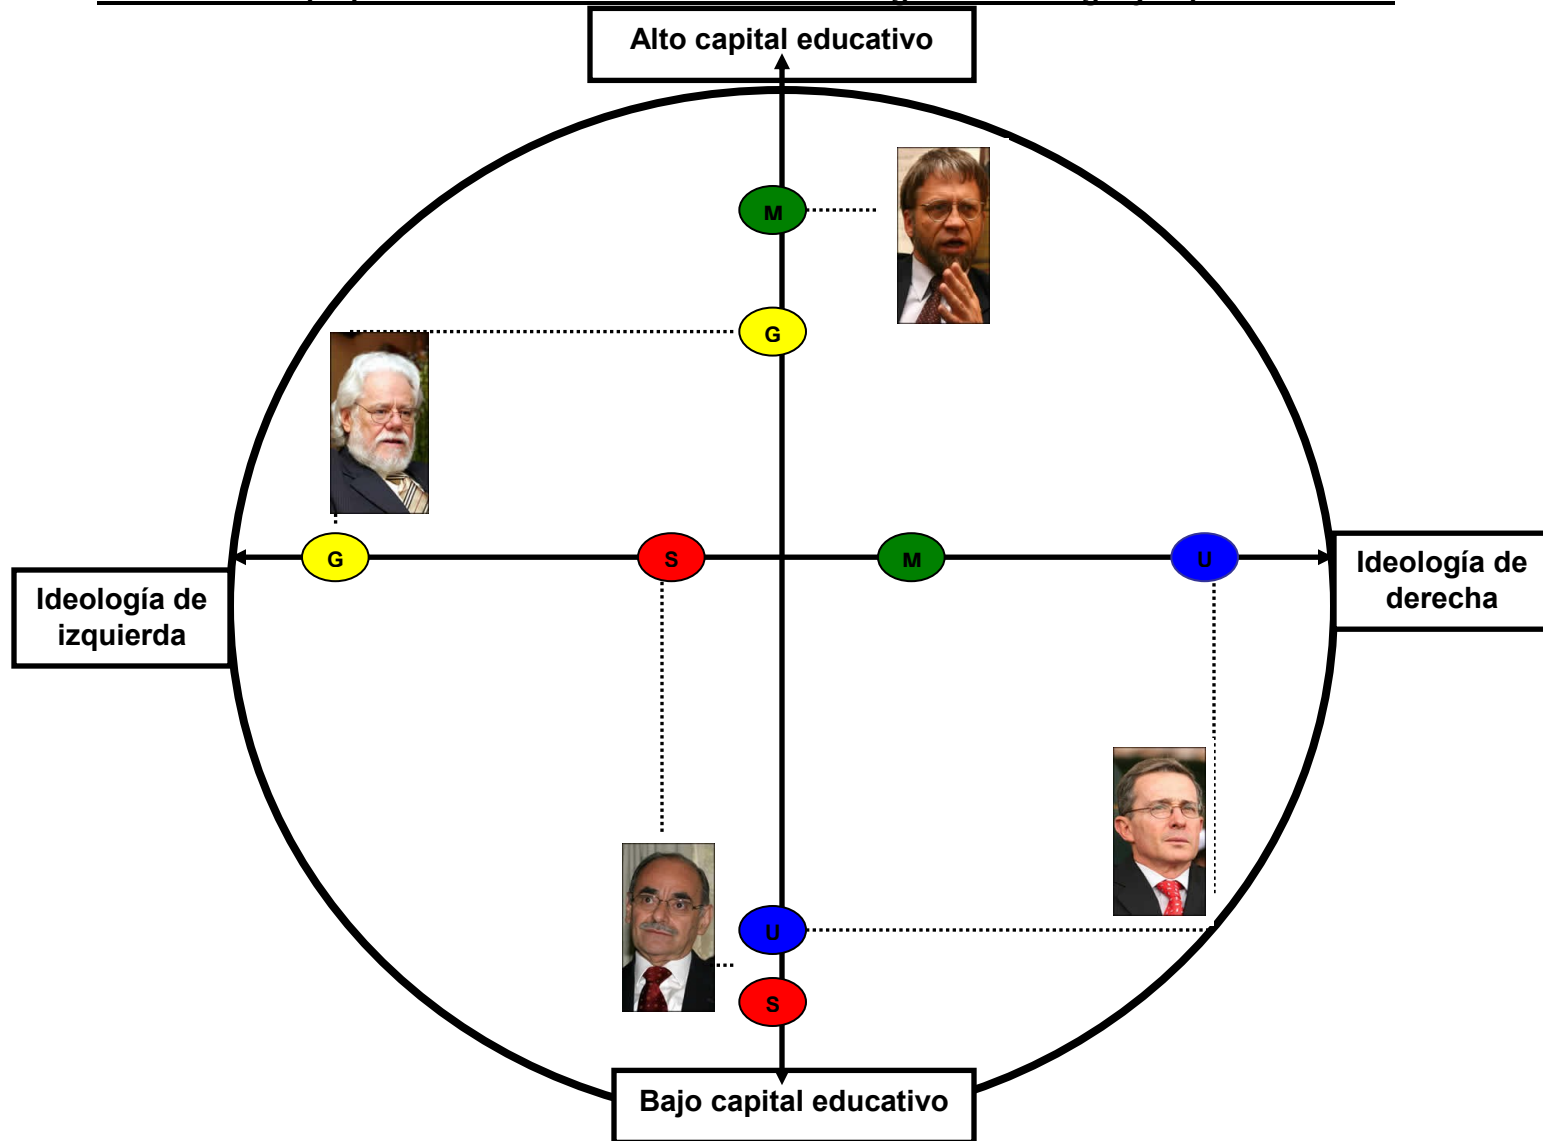 Alto capital educativo
M
G
G
S
M
U
Ideología de
derecha
Ideología de
izquierda
U
S
Bajo capital educativo